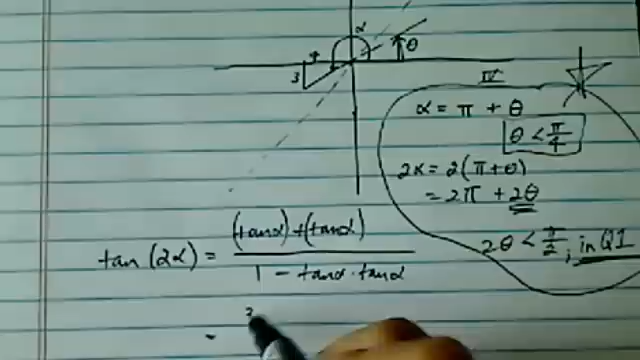 α
θ
4
3
IV
α = π + θ
θ < π/4
2α = 2(π+θ)
= 2π + 2θ
2θ < π/2 ; in Q1
tan(2α) = (tanα) + (tanα) / 1 - tanα · tanα